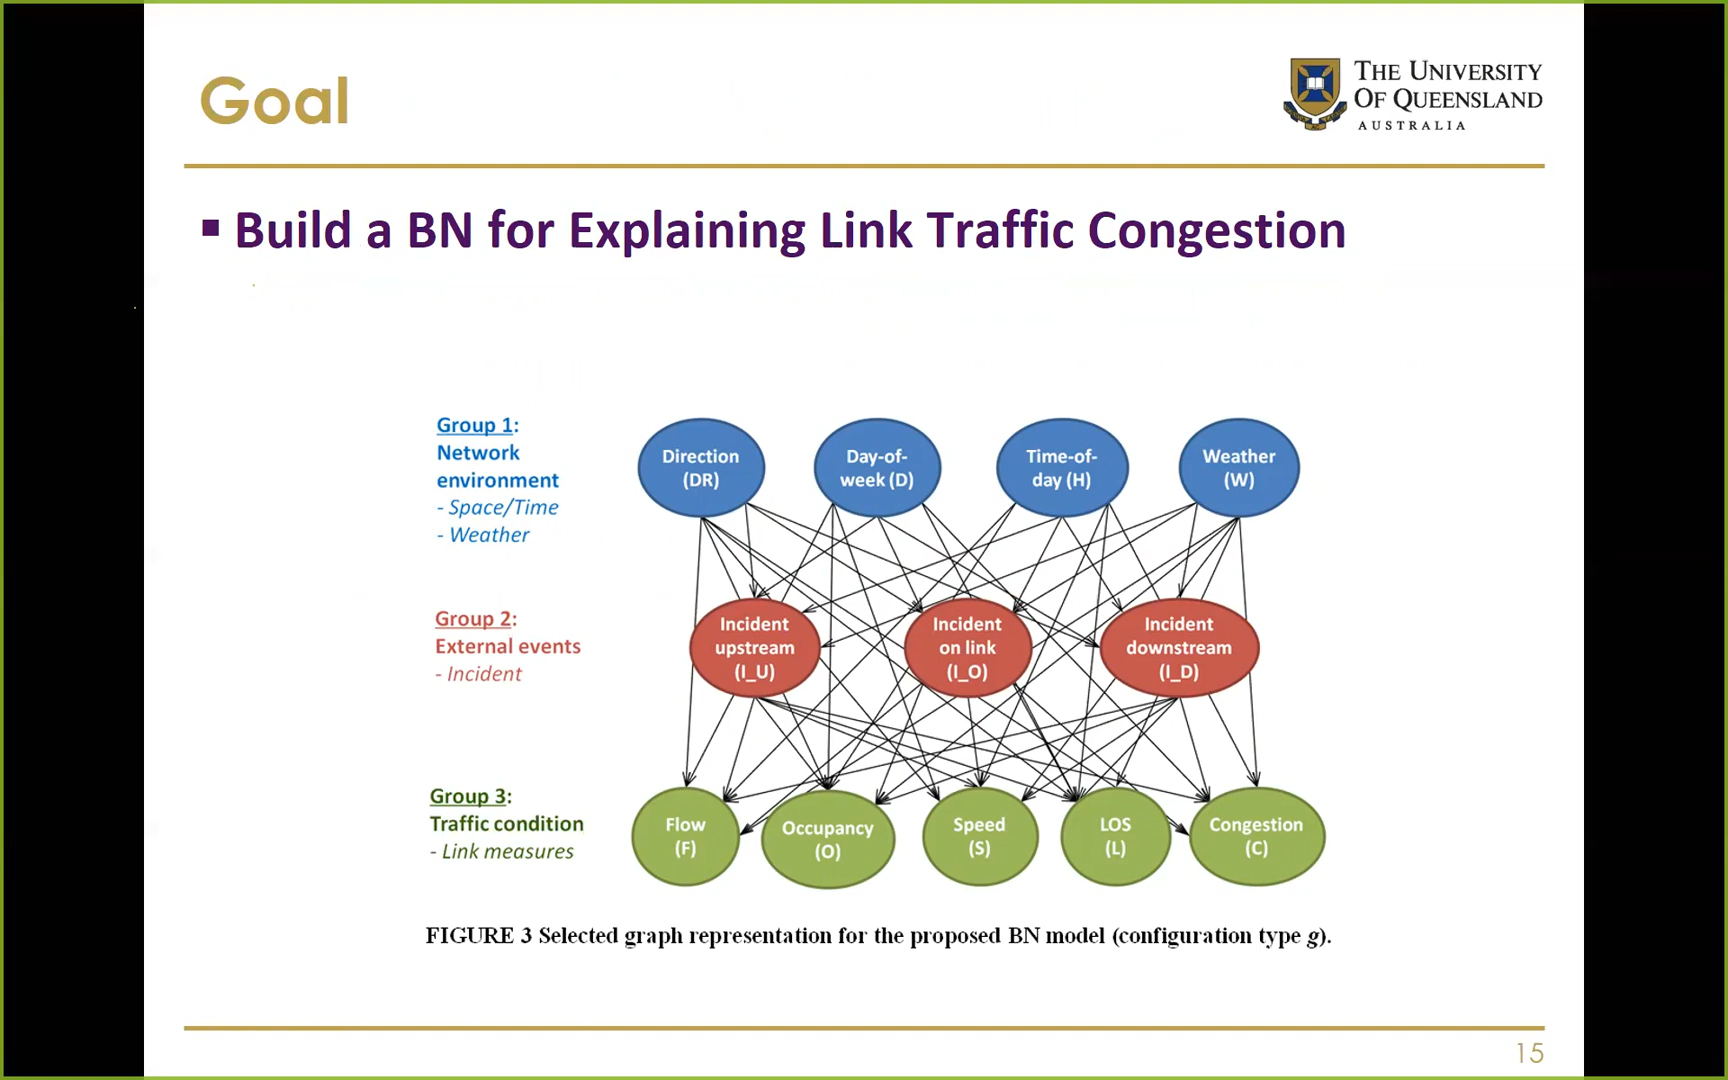 Goal
THE UNIVERSITY
OF QUEENSLAND
AUSTRALIA
▪ Build a BN for Explaining Link Traffic Congestion
Group 1:
Network
environment
- Space/Time
- Weather
Direction
(DR)
Day-of-
week (D)
Time-of-
day (H)
Weather
(W)
Group 2:
External events
- Incident
Incident
upstream
(I_U)
Incident
on link
(I_O)
Incident
downstream
(I_D)
Group 3:
Traffic condition
- Link measures
Flow
(F)
Occupancy
(O)
Speed
(S)
LOS
(L)
Congestion
(C)
FIGURE 3 Selected graph representation for the proposed BN model (configuration type g).
15